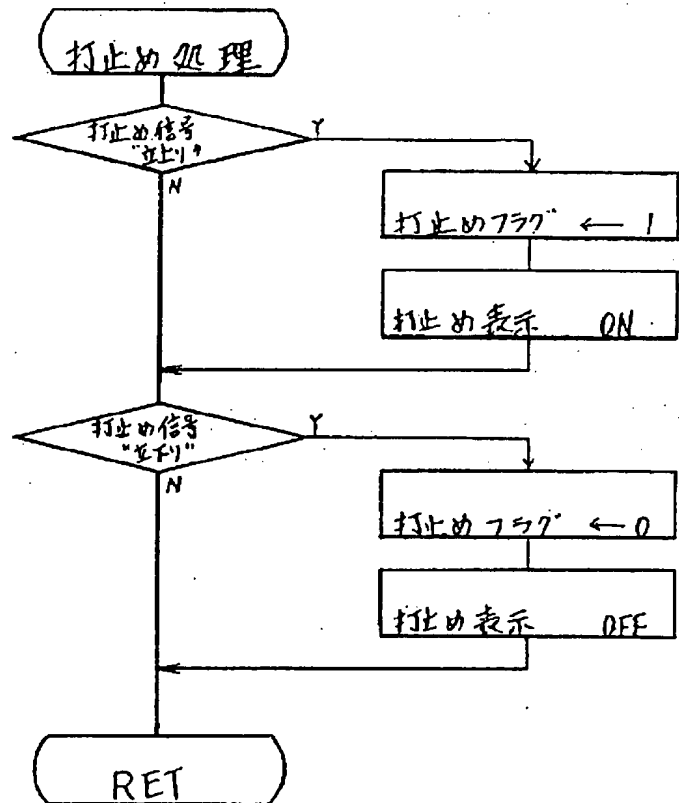 打止め処理
打止め信号
"立上り"
Y
N
打止めフラグ ← 1
打止め表示 ON
打止め信号
"立下り"
Y
N
打止めフラグ ← 0
打止め表示 OFF
RET